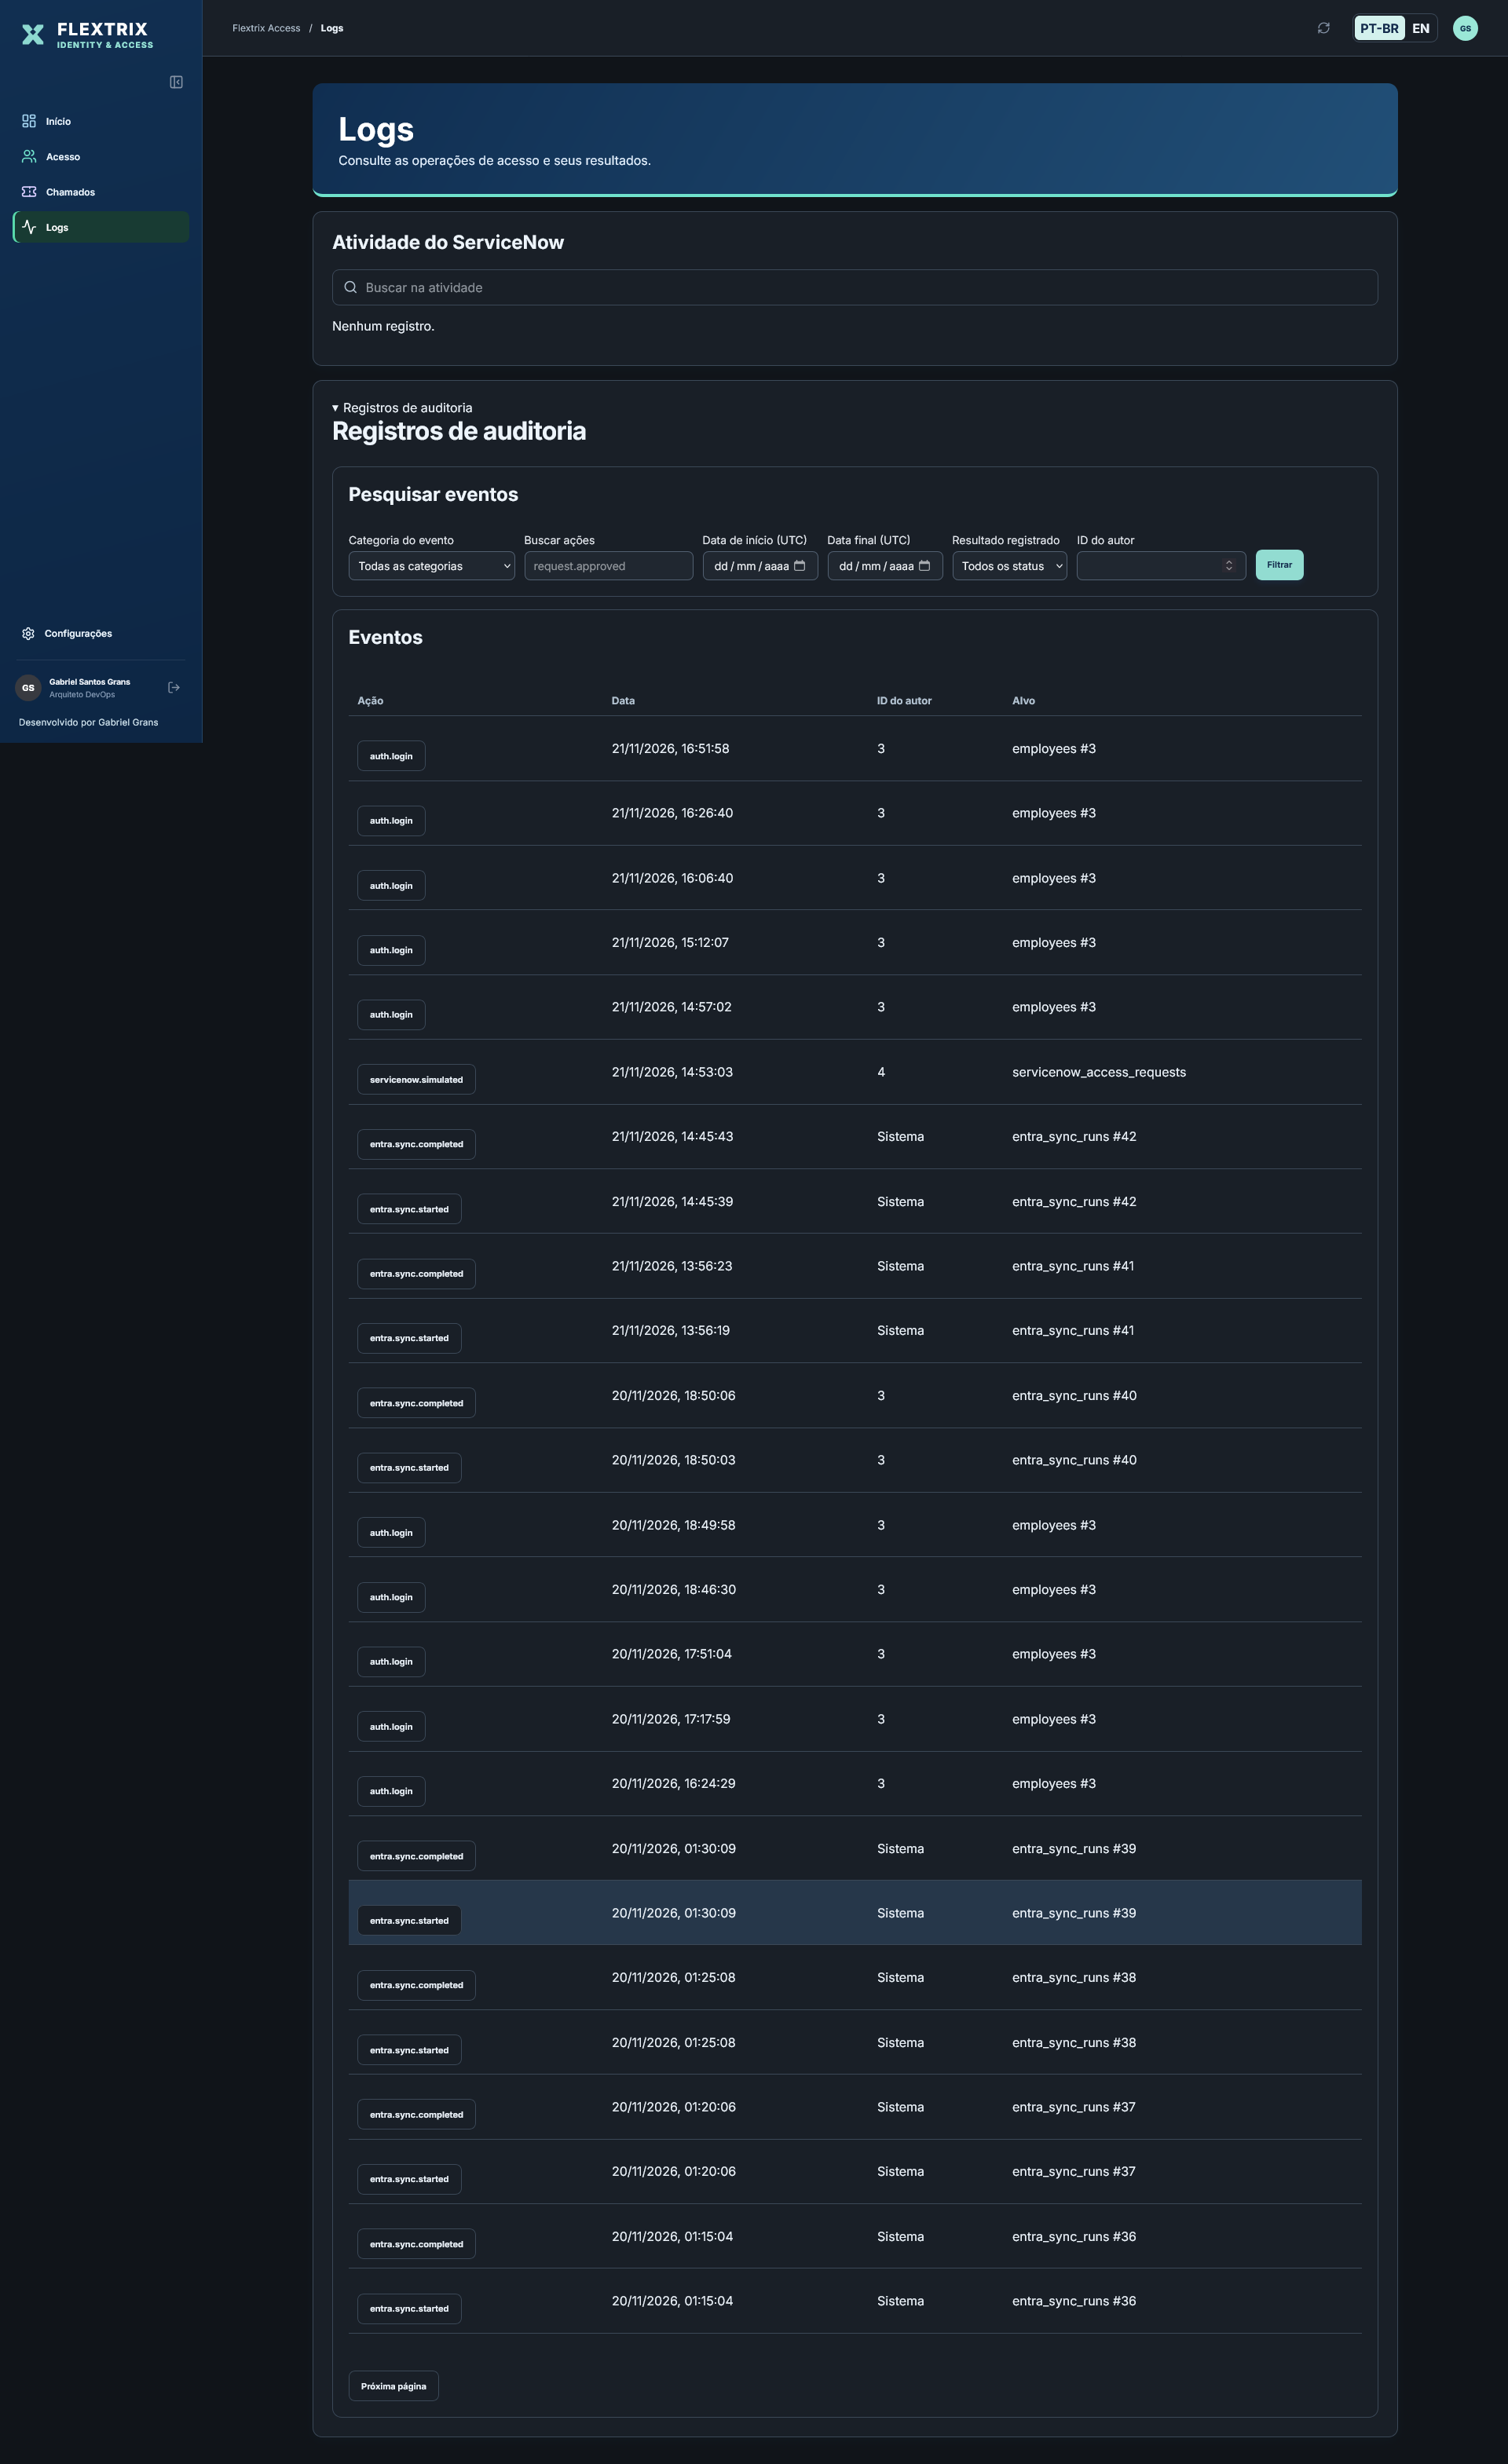 FLEXTRIX
IDENTITY & ACCESS
Início
Acesso
Chamados
Logs
Configurações
GS
Gabriel Santos Grans
Arquiteto DevOps
Desenvolvido por Gabriel Grans
Flextrix Access / Logs
PT-BR EN GS
Logs
Consulte as operações de acesso e seus resultados.
Atividade do ServiceNow
Buscar na atividade
Nenhum registro.
▾ Registros de auditoria
Registros de auditoria
Pesquisar eventos
Categoria do evento Buscar ações Data de início (UTC) Data final (UTC) Resultado registrado ID do autor
Todas as categorias request.approved dd / mm / aaaa dd / mm / aaaa Todos os status Filtrar
Eventos
Ação Data ID do autor Alvo
auth.login 21/11/2026, 16:51:58 3 employees #3
auth.login 21/11/2026, 16:26:40 3 employees #3
auth.login 21/11/2026, 16:06:40 3 employees #3
auth.login 21/11/2026, 15:12:07 3 employees #3
auth.login 21/11/2026, 14:57:02 3 employees #3
servicenow.simulated 21/11/2026, 14:53:03 4 servicenow_access_requests
entra.sync.completed 21/11/2026, 14:45:43 Sistema entra_sync_runs #42
entra.sync.started 21/11/2026, 14:45:39 Sistema entra_sync_runs #42
entra.sync.completed 21/11/2026, 13:56:23 Sistema entra_sync_runs #41
entra.sync.started 21/11/2026, 13:56:19 Sistema entra_sync_runs #41
entra.sync.completed 20/11/2026, 18:50:06 3 entra_sync_runs #40
entra.sync.started 20/11/2026, 18:50:03 3 entra_sync_runs #40
auth.login 20/11/2026, 18:49:58 3 employees #3
auth.login 20/11/2026, 18:46:30 3 employees #3
auth.login 20/11/2026, 17:51:04 3 employees #3
auth.login 20/11/2026, 17:17:59 3 employees #3
auth.login 20/11/2026, 16:24:29 3 employees #3
entra.sync.completed 20/11/2026, 01:30:09 Sistema entra_sync_runs #39
entra.sync.started 20/11/2026, 01:30:09 Sistema entra_sync_runs #39
entra.sync.completed 20/11/2026, 01:25:08 Sistema entra_sync_runs #38
entra.sync.started 20/11/2026, 01:25:08 Sistema entra_sync_runs #38
entra.sync.completed 20/11/2026, 01:20:06 Sistema entra_sync_runs #37
entra.sync.started 20/11/2026, 01:20:06 Sistema entra_sync_runs #37
entra.sync.completed 20/11/2026, 01:15:04 Sistema entra_sync_runs #36
entra.sync.started 20/11/2026, 01:15:04 Sistema entra_sync_runs #36
Próxima página